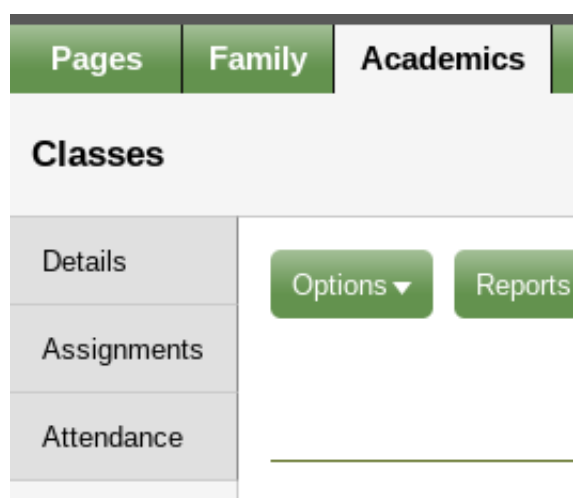 Pages Family Academics
Classes
Details
Options Reports
Assignments
Attendance